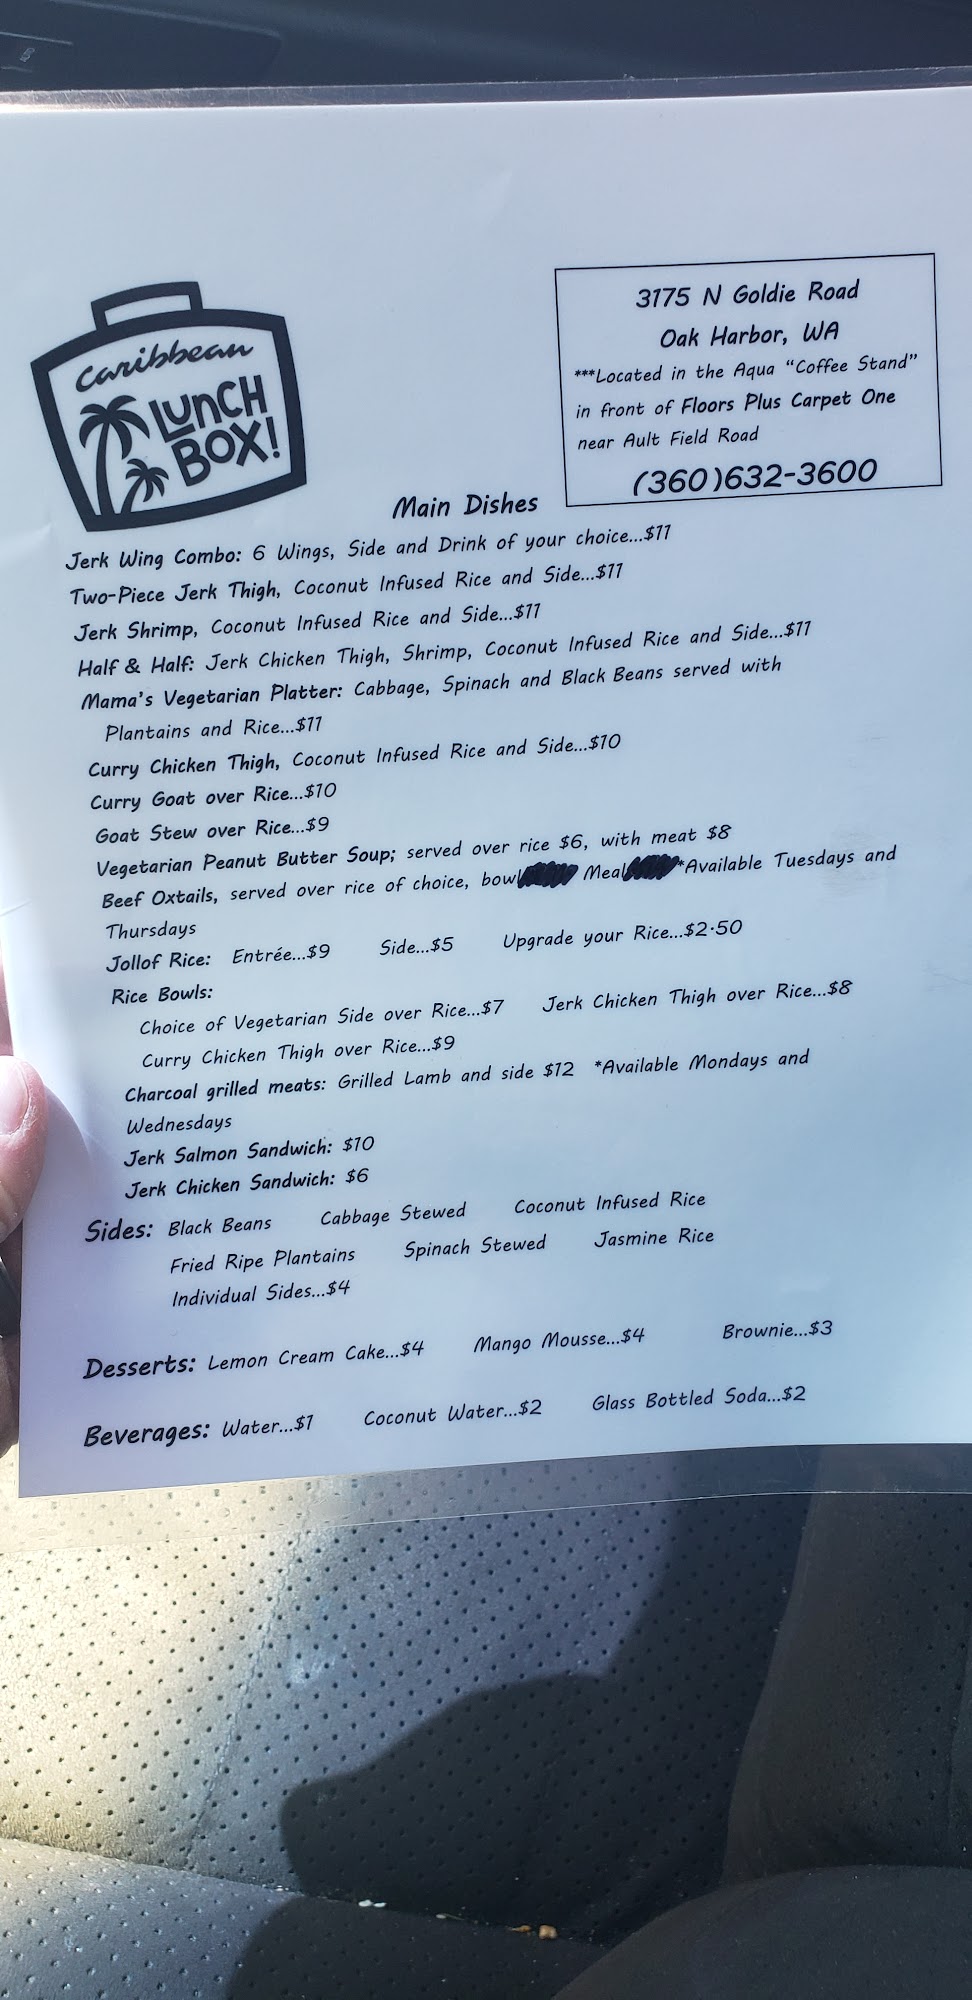 caribbean
LUNCH
BOX!
3175 N Goldie Road
Oak Harbor, WA
***Located in the Aqua “Coffee Stand”
in front of Floors Plus Carpet One
near Ault Field Road
(360)632-3600
Main Dishes
Jerk Wing Combo: 6 Wings, Side and Drink of your choice...$11
Two-Piece Jerk Thigh, Coconut Infused Rice and Side...$11
Jerk Shrimp, Coconut Infused Rice and Side...$11
Half & Half: Jerk Chicken Thigh, Shrimp, Coconut Infused Rice and Side...$11
Mama's Vegetarian Platter: Cabbage, Spinach and Black Beans served with
Plantains and Rice...$11
Curry Chicken Thigh, Coconut Infused Rice and Side...$10
Curry Goat over Rice...$10
Goat Stew over Rice...$9
Vegetarian Peanut Butter Soup; served over rice $6, with meat $8
Beef Oxtails, served over rice of choice, bowl Meal *Available Tuesdays and
Thursdays
Jollof Rice: Entrée...$9 Side...$5 Upgrade your Rice...$2.50
Rice Bowls:
Choice of Vegetarian Side over Rice...$7 Jerk Chicken Thigh over Rice...$8
Curry Chicken Thigh over Rice...$9
Charcoal grilled meats: Grilled Lamb and side $12 *Available Mondays and
Wednesdays
Jerk Salmon Sandwich: $10
Jerk Chicken Sandwich: $6
Sides: Black Beans Cabbage Stewed Coconut Infused Rice
Fried Ripe Plantains Spinach Stewed Jasmine Rice
Individual Sides...$4
Desserts: Lemon Cream Cake...$4 Mango Mousse...$4 Brownie...$3
Beverages: Water...$1 Coconut Water...$2 Glass Bottled Soda...$2